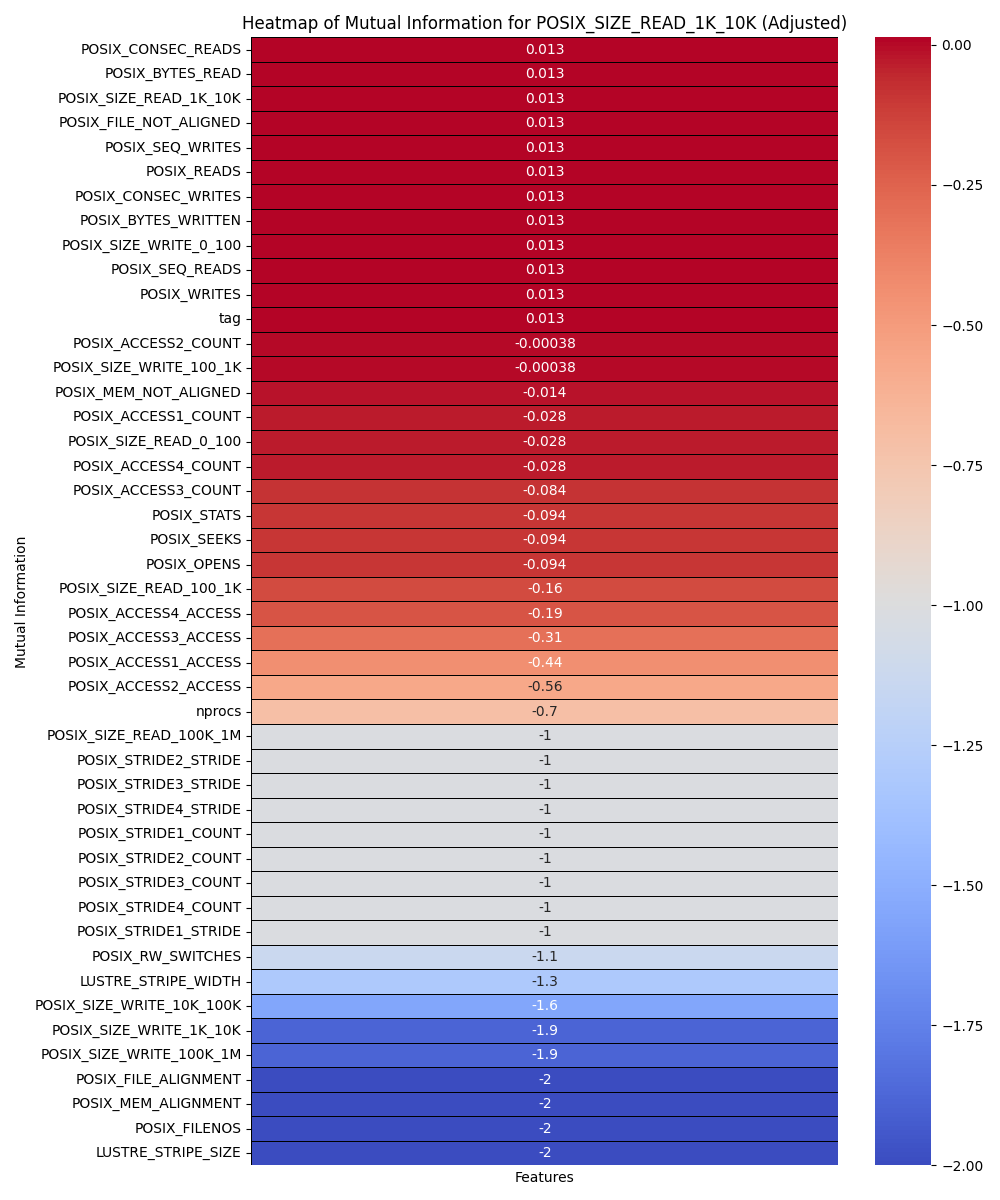 Heatmap of Mutual Information for POSIX_SIZE_READ_1K_10K (Adjusted)
POSIX_CONSEC_READS 0.013
POSIX_BYTES_READ 0.013
POSIX_SIZE_READ_1K_10K 0.013
POSIX_FILE_NOT_ALIGNED 0.013
POSIX_SEQ_WRITES 0.013
POSIX_READS 0.013
POSIX_CONSEC_WRITES 0.013
POSIX_BYTES_WRITTEN 0.013
POSIX_SIZE_WRITE_0_100 0.013
POSIX_SEQ_READS 0.013
POSIX_WRITES 0.013
tag 0.013
POSIX_ACCESS2_COUNT -0.00038
POSIX_SIZE_WRITE_100_1K -0.00038
POSIX_MEM_NOT_ALIGNED -0.014
POSIX_ACCESS1_COUNT -0.028
POSIX_SIZE_READ_0_100 -0.028
POSIX_ACCESS4_COUNT -0.028
POSIX_ACCESS3_COUNT -0.084
POSIX_STATS -0.094
POSIX_SEEKS -0.094
POSIX_OPENS -0.094
POSIX_SIZE_READ_100_1K -0.16
POSIX_ACCESS4_ACCESS -0.19
POSIX_ACCESS3_ACCESS -0.31
POSIX_ACCESS1_ACCESS -0.44
POSIX_ACCESS2_ACCESS -0.56
nprocs -0.7
POSIX_SIZE_READ_100K_1M -1
POSIX_STRIDE2_STRIDE -1
POSIX_STRIDE3_STRIDE -1
POSIX_STRIDE4_STRIDE -1
POSIX_STRIDE1_COUNT -1
POSIX_STRIDE2_COUNT -1
POSIX_STRIDE3_COUNT -1
POSIX_STRIDE4_COUNT -1
POSIX_STRIDE1_STRIDE -1
POSIX_RW_SWITCHES -1.1
LUSTRE_STRIPE_WIDTH -1.3
POSIX_SIZE_WRITE_10K_100K -1.6
POSIX_SIZE_WRITE_1K_10K -1.9
POSIX_SIZE_WRITE_100K_1M -1.9
POSIX_FILE_ALIGNMENT -2
POSIX_MEM_ALIGNMENT -2
POSIX_FILENOS -2
LUSTRE_STRIPE_SIZE -2
Mutual Information
Features
0.00
−0.25
−0.50
−0.75
−1.00
−1.25
−1.50
−1.75
−2.00